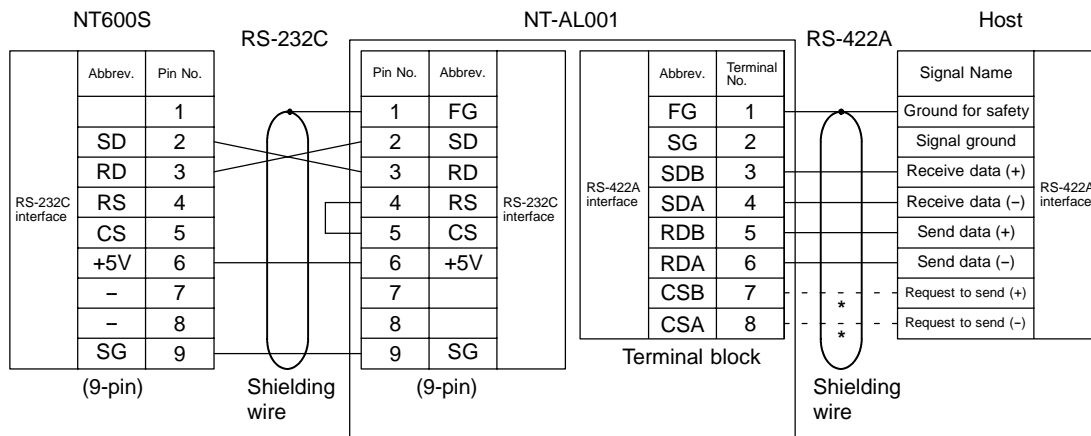 NT600S
RS-232C
NT-AL001
RS-422A
Host
Abbrev. Pin No.
1
SD 2
RD 3
RS 4
CS 5
+5V 6
– 7
– 8
SG 9
RS-232C
interface
(9-pin)
Shielding
wire
Pin No. Abbrev.
1 FG
2 SD
3 RD
4 RS
5 CS
6 +5V
7
8
9 SG
RS-232C
interface
(9-pin)
Abbrev. Terminal
No.
FG 1
SG 2
SDB 3
SDA 4
RDB 5
RDA 6
CSB 7
CSA 8
RS-422A
interface
Terminal block
*
*
Shielding
wire
Signal Name
Ground for safety
Signal ground
Receive data (+)
Receive data (–)
Send data (+)
Send data (–)
Request to send (+)
Request to send (–)
RS-422A
interface